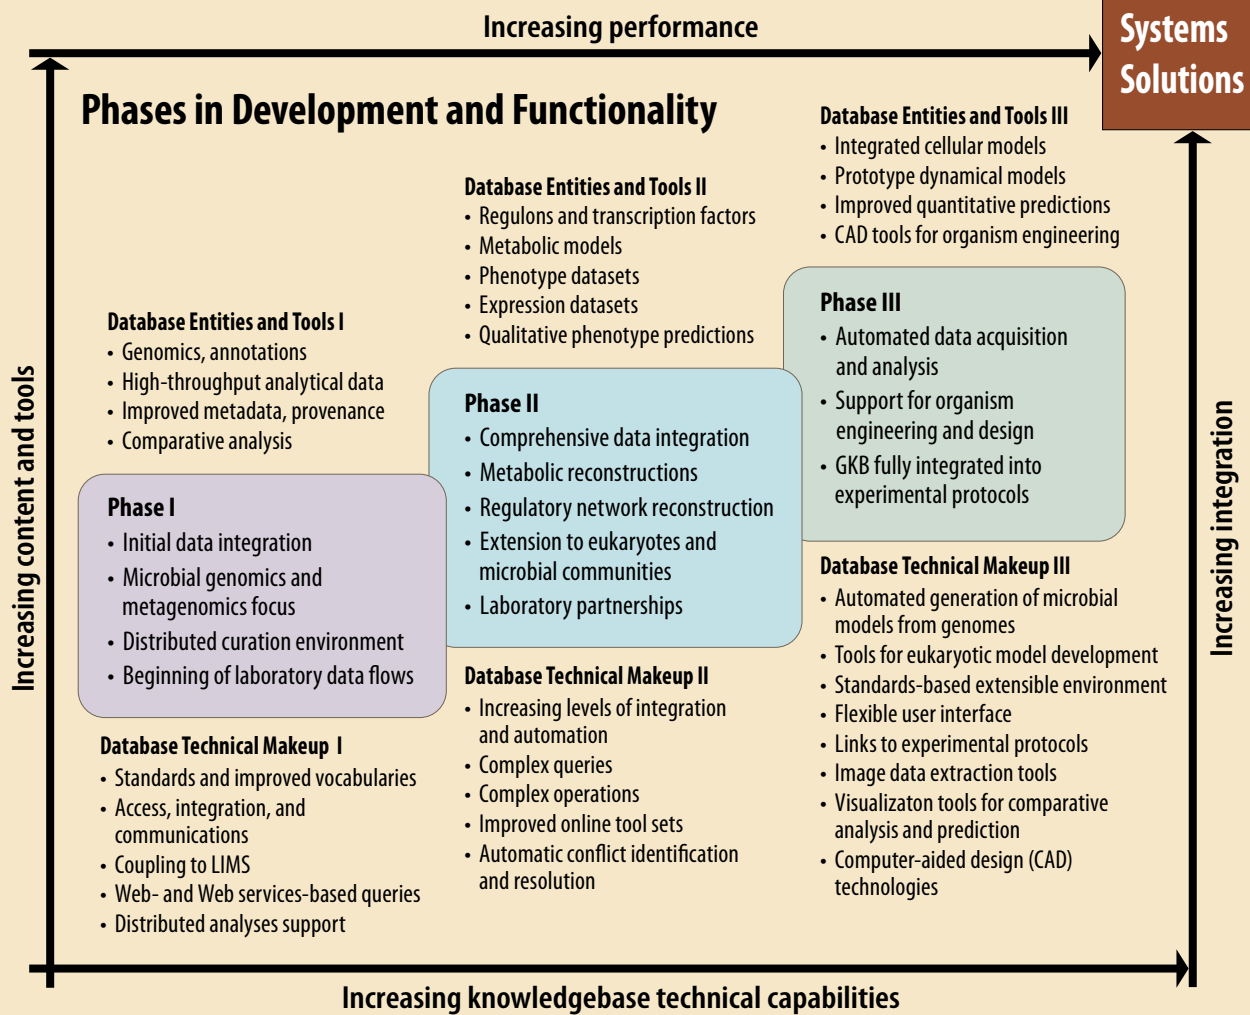 Increasing performance
Systems
Solutions
Phases in Development and Functionality
Increasing content and tools
Database Entities and Tools I
• Genomics, annotations
• High-throughput analytical data
• Improved metadata, provenance
• Comparative analysis
Phase I
• Initial data integration
• Microbial genomics and
metagenomics focus
• Distributed curation environment
• Beginning of laboratory data flows
Database Technical Makeup I
• Standards and improved vocabularies
• Access, integration, and
communications
• Coupling to LIMS
• Web- and Web services-based queries
• Distributed analyses support
Database Entities and Tools II
• Regulons and transcription factors
• Metabolic models
• Phenotype datasets
• Expression datasets
• Qualitative phenotype predictions
Phase II
• Comprehensive data integration
• Metabolic reconstructions
• Regulatory network reconstruction
• Extension to eukaryotes and
microbial communities
• Laboratory partnerships
Database Technical Makeup II
• Increasing levels of integration
and automation
• Complex queries
• Complex operations
• Improved online tool sets
• Automatic conflict identification
and resolution
Database Entities and Tools III
• Integrated cellular models
• Prototype dynamical models
• Improved quantitative predictions
• CAD tools for organism engineering
Phase III
• Automated data acquisition
and analysis
• Support for organism
engineering and design
• GKB fully integrated into
experimental protocols
Database Technical Makeup III
• Automated generation of microbial
models from genomes
• Tools for eukaryotic model development
• Standards-based extensible environment
• Flexible user interface
• Links to experimental protocols
• Image data extraction tools
• Visualizaton tools for comparative
analysis and prediction
• Computer-aided design (CAD)
technologies
Increasing integration
Increasing knowledgebase technical capabilities